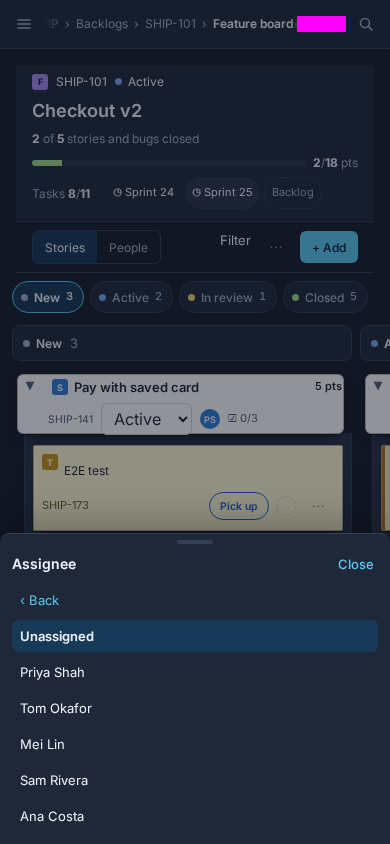 IP › Backlogs › SHIP-101 › Feature board
F SHIP-101 Active
Checkout v2
2 of 5 stories and bugs closed
2/18 pts
Tasks 8/11 Sprint 24 Sprint 25 Backlog
Stories People Filter ... + Add
New 3 Active 2 In review 1 Closed 5
New 3
S Pay with saved card 5 pts
SHIP-141 Active PS 0/3
T E2E test
SHIP-173 Pick up ...
Assignee Close
‹ Back
Unassigned
Priya Shah
Tom Okafor
Mei Lin
Sam Rivera
Ana Costa